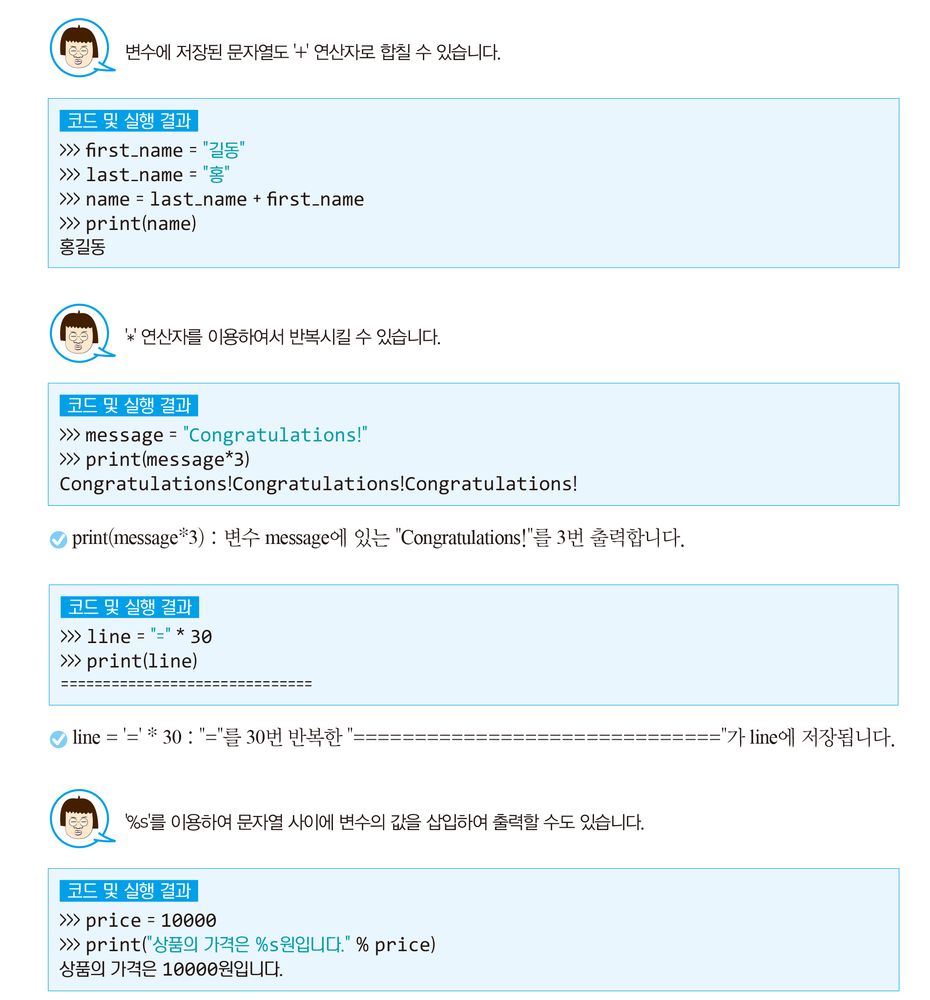 변수에 저장된 문자열도 '+' 연산자로 합칠 수 있습니다.
코드 및 실행 결과
>>> first_name = "길동"
>>> last_name = "홍"
>>> name = last_name + first_name
>>> print(name)
홍길동
'*' 연산자를 이용하여서 반복시킬 수 있습니다.
코드 및 실행 결과
>>> message = "Congratulations!"
>>> print(message*3)
Congratulations!Congratulations!Congratulations!
print(message*3) : 변수 message에 있는 "Congratulations!"를 3번 출력합니다.
코드 및 실행 결과
>>> line = "=" * 30
>>> print(line)
==============================
line = '=' * 30 : "="를 30번 반복한 "=============================="가 line에 저장됩니다.
'%s'를 이용하여 문자열 사이에 변수의 값을 삽입하여 출력할 수도 있습니다.
코드 및 실행 결과
>>> price = 10000
>>> print("상품의 가격은 %s원입니다." % price)
상품의 가격은 10000원입니다.